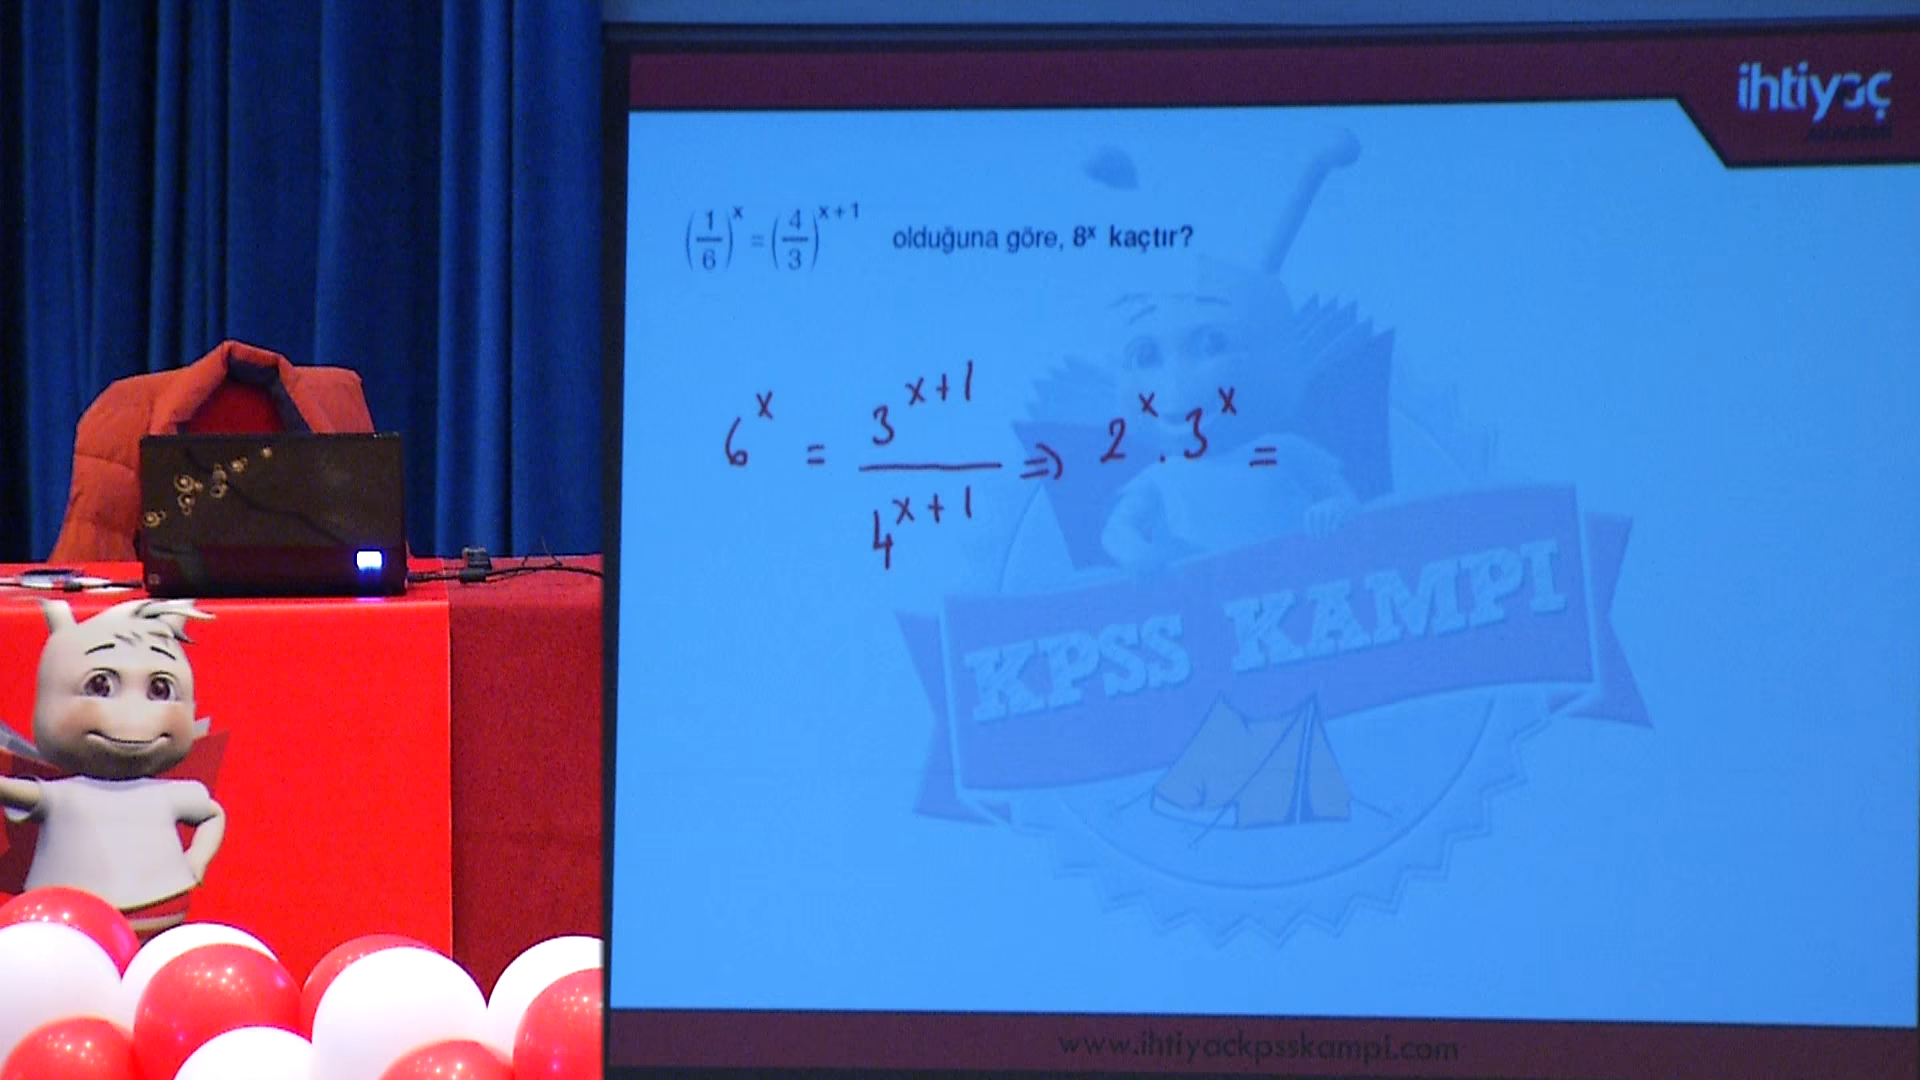 ihtiyaç
AKADEMİ
(1/6)^x = (4/3)^(x+1) olduğuna göre, 8^x kaçtır?
6^x = 3^(x+1) / 4^(x+1) ⇒ 2^x . 3^x =
KPSS KAMPI
www.ihtiyackpsskampi.com